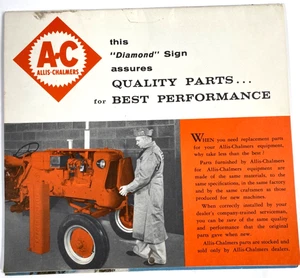 A-C
ALLIS-CHALMERS
this
"Diamond" Sign
assures
QUALITY PARTS...
for BEST PERFORMANCE
WHEN you need replacement parts
for your Allis-Chalmers equipment,
why take less than the best!
Parts furnished by Allis-Chalmers
for Allis-Chalmers equipment are
made of the same materials, to the
same specifications, in the same factory
and by the same craftsmen as those
produced for new machines.
When correctly installed by your
dealer's company-trained serviceman,
you can be sure of the same quality
and performance that the original
parts gave when new.
Allis-Chalmers parts are stocked and
sold only by Allis-Chalmers dealers.